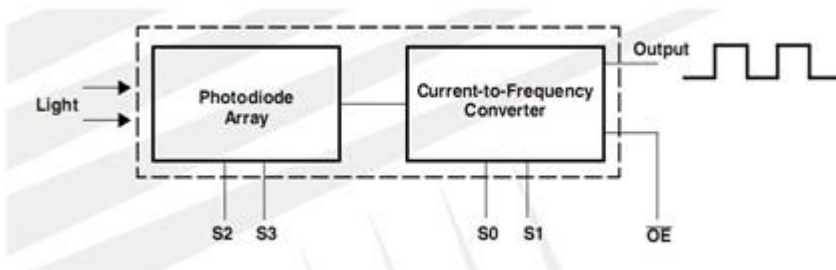 Light
Photodiode
Array
Current-to-Frequency
Converter
Output
S2 S3
S0 S1
OE